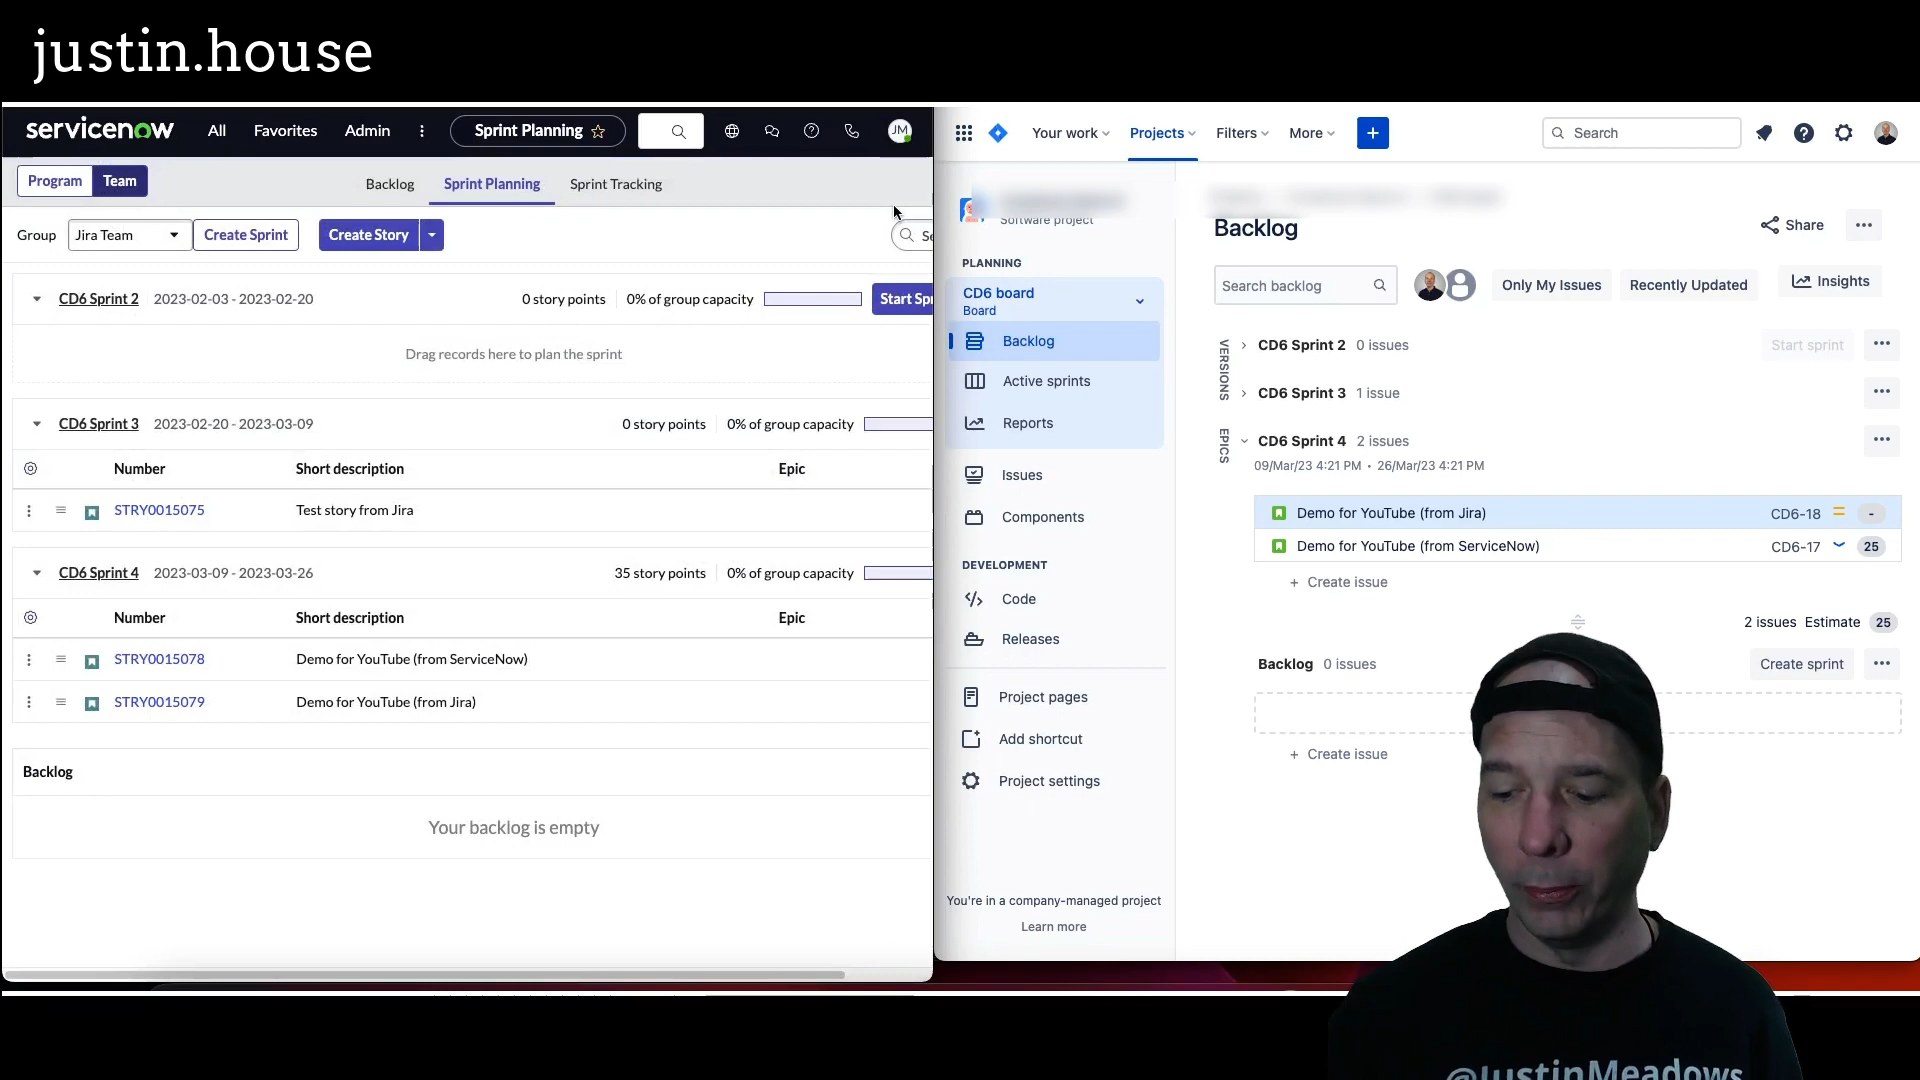 justin.house
servicenow All Favorites Admin Sprint Planning JM
Program Team Backlog Sprint Planning Sprint Tracking
Group Jira Team Create Sprint Create Story
CD6 Sprint 2 2023-02-03 - 2023-02-20 0 story points 0% of group capacity Start
Drag records here to plan the sprint
CD6 Sprint 3 2023-02-20 - 2023-03-09 0 story points 0% of group capacity
Number Short description Epic
STRY0015075 Test story from Jira
CD6 Sprint 4 2023-03-09 - 2023-03-26 35 story points 0% of group capacity
Number Short description Epic
STRY0015078 Demo for YouTube (from ServiceNow)
STRY0015079 Demo for YouTube (from Jira)
Backlog
Your backlog is empty
Your work Projects Filters More + Search
Software project
PLANNING
CD6 board
Board
Backlog
Active sprints
Reports
Issues
Components
DEVELOPMENT
Code
Releases
Project pages
Add shortcut
Project settings
You're in a company-managed project
Learn more
Backlog Share
Search backlog Only My Issues Recently Updated Insights
VERSIONS
EPICS
CD6 Sprint 2 0 issues Start sprint
CD6 Sprint 3 1 issue
CD6 Sprint 4 2 issues
09/Mar/23 4:21 PM • 26/Mar/23 4:21 PM
Demo for YouTube (from Jira) CD6-18 -
Demo for YouTube (from ServiceNow) CD6-17 25
+ Create issue
2 issues Estimate 25
Backlog 0 issues Create sprint
+ Create issue
@JustinMeadows